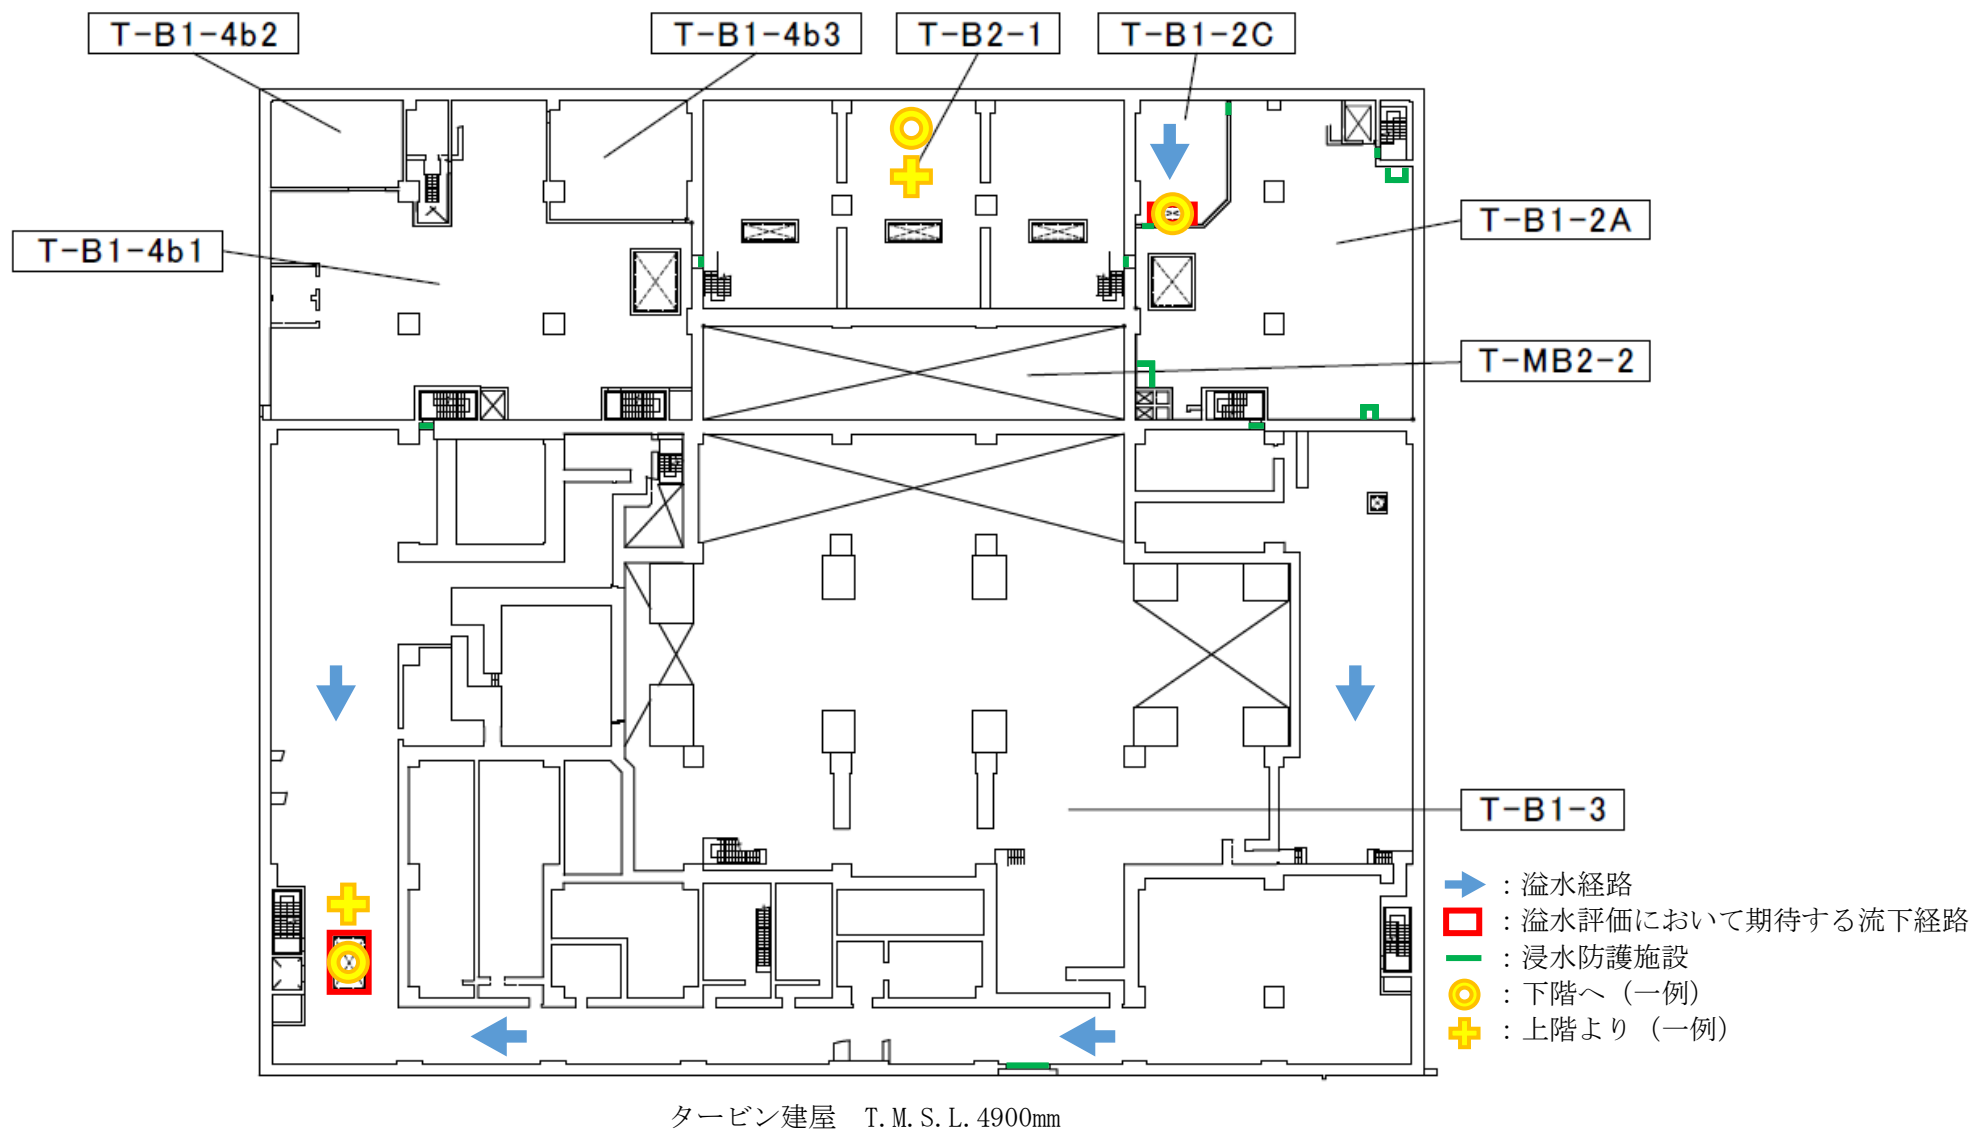 T-B1-4b2
T-B1-4b3
T-B2-1
T-B1-2C
T-B1-2A
T-B1-4b1
T-MB2-2
T-B1-3
：溢水経路
：溢水評価において期待する流下経路
：浸水防護施設
：下階へ（一例）
：上階より（一例）
タービン建屋　T.M.S.L.4900mm